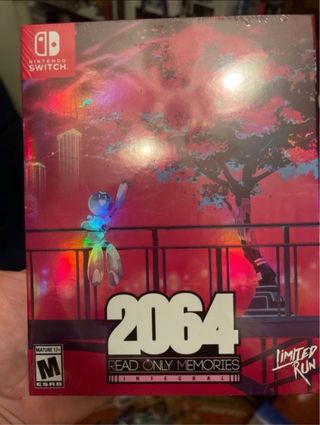 NINTENDO
SWITCH
2064
READ ONLY MEMORIES
INTEGRAL
MATURE 17+
M
ESRB
LIMITED
RUN